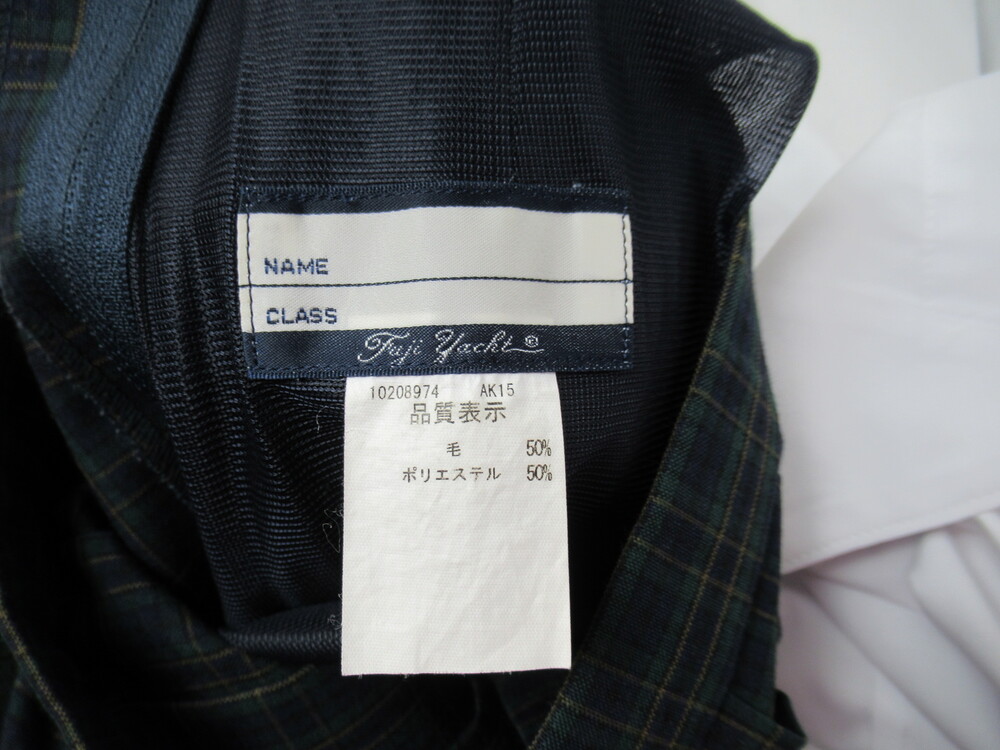 NAME
CLASS
Fuji Yacht®
10208974 AK15
品質表示
毛 50%
ポリエステル 50%